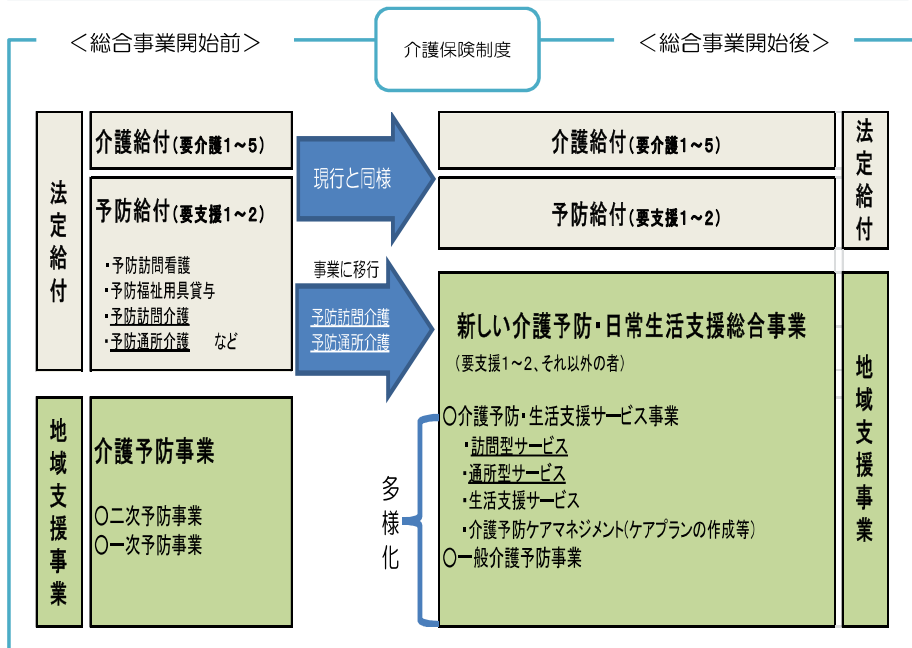 ＜総合事業開始前＞
介護保険制度
＜総合事業開始後＞
法定給付
介護給付(要介護1～5)
予防給付(要支援1～2)
・予防訪問看護
・予防福祉用具貸与
・予防訪問介護
・予防通所介護　など
地域支援事業
介護予防事業
○二次予防事業
○一次予防事業
現行と同様
事業に移行
予防訪問介護
予防通所介護
介護給付(要介護1～5)
予防給付(要支援1～2)
法定給付
新しい介護予防・日常生活支援総合事業
(要支援1～2、それ以外の者)
○介護予防・生活支援サービス事業
・訪問型サービス
・通所型サービス
・生活支援サービス
・介護予防ケアマネジメント(ケアプランの作成等)
○一般介護予防事業
多様化
地域支援事業